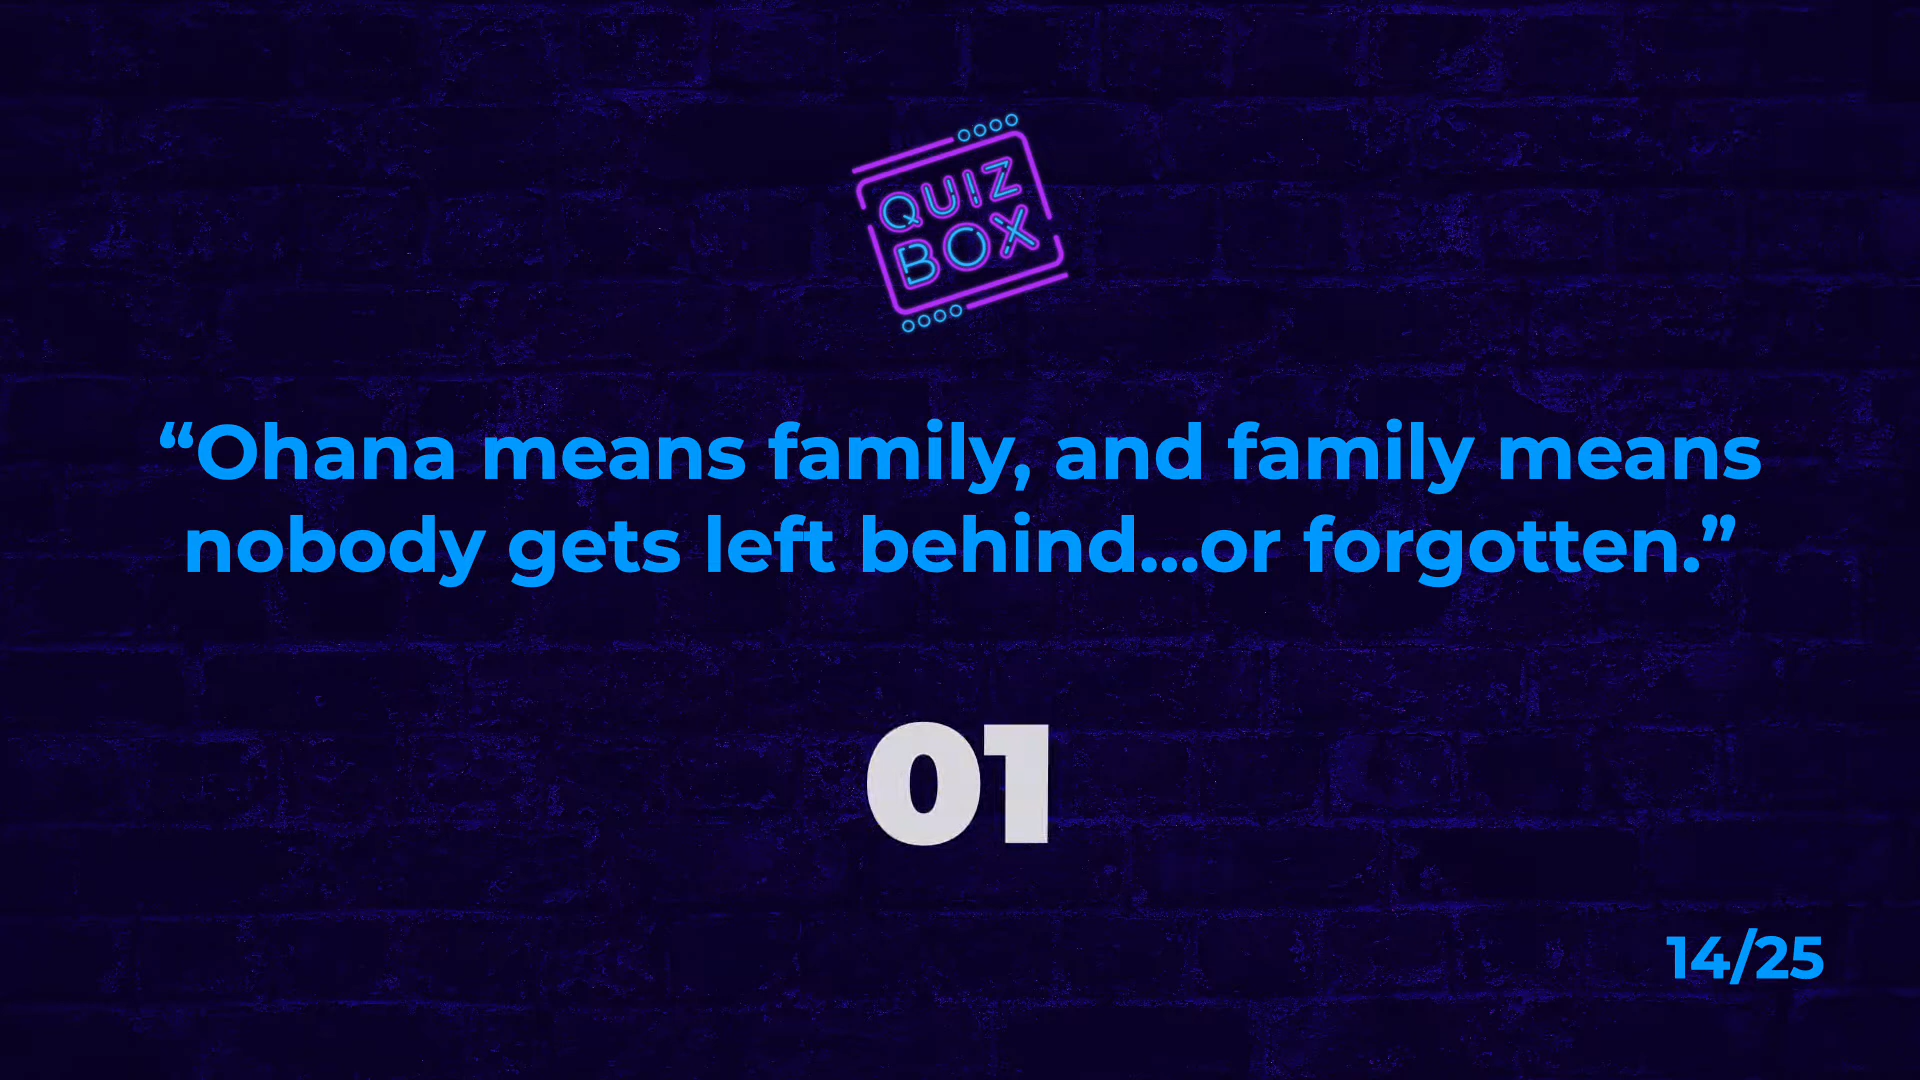 QUIZ
BOX
“Ohana means family, and family means
nobody gets left behind...or forgotten.”
01
14/25